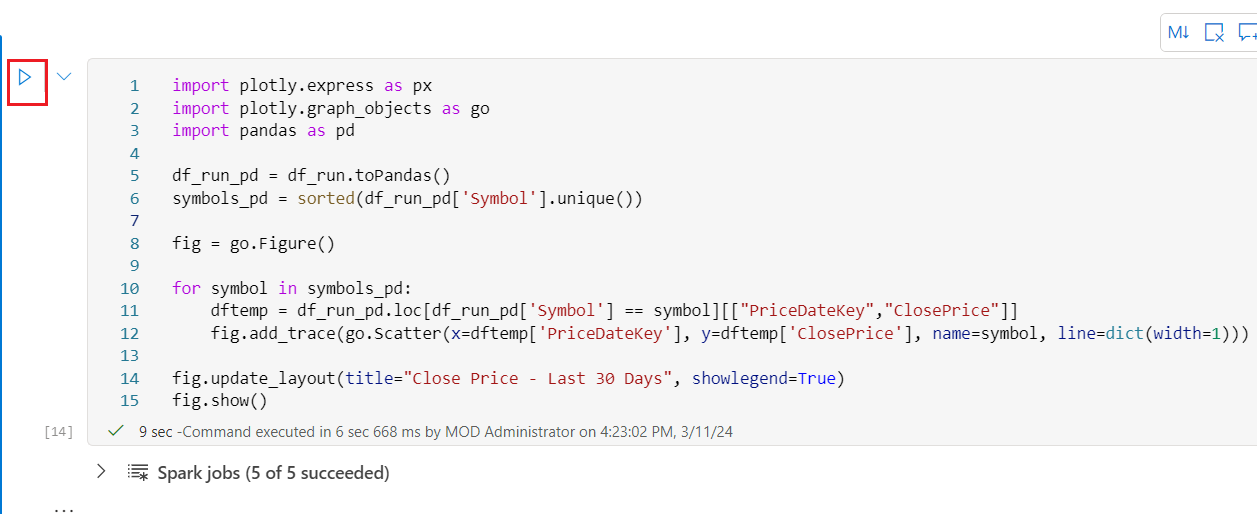 M↓
1 import plotly.express as px
2 import plotly.graph_objects as go
3 import pandas as pd
4
5 df_run_pd = df_run.toPandas()
6 symbols_pd = sorted(df_run_pd['Symbol'].unique())
7
8 fig = go.Figure()
9
10 for symbol in symbols_pd:
11     dftemp = df_run_pd.loc[df_run_pd['Symbol'] == symbol][["PriceDateKey","ClosePrice"]]
12     fig.add_trace(go.Scatter(x=dftemp['PriceDateKey'], y=dftemp['ClosePrice'], name=symbol, line=dict(width=1)))
13
14 fig.update_layout(title="Close Price - Last 30 Days", showlegend=True)
15 fig.show()
[14] 9 sec -Command executed in 6 sec 668 ms by MOD Administrator on 4:23:02 PM, 3/11/24
Spark jobs (5 of 5 succeeded)
...